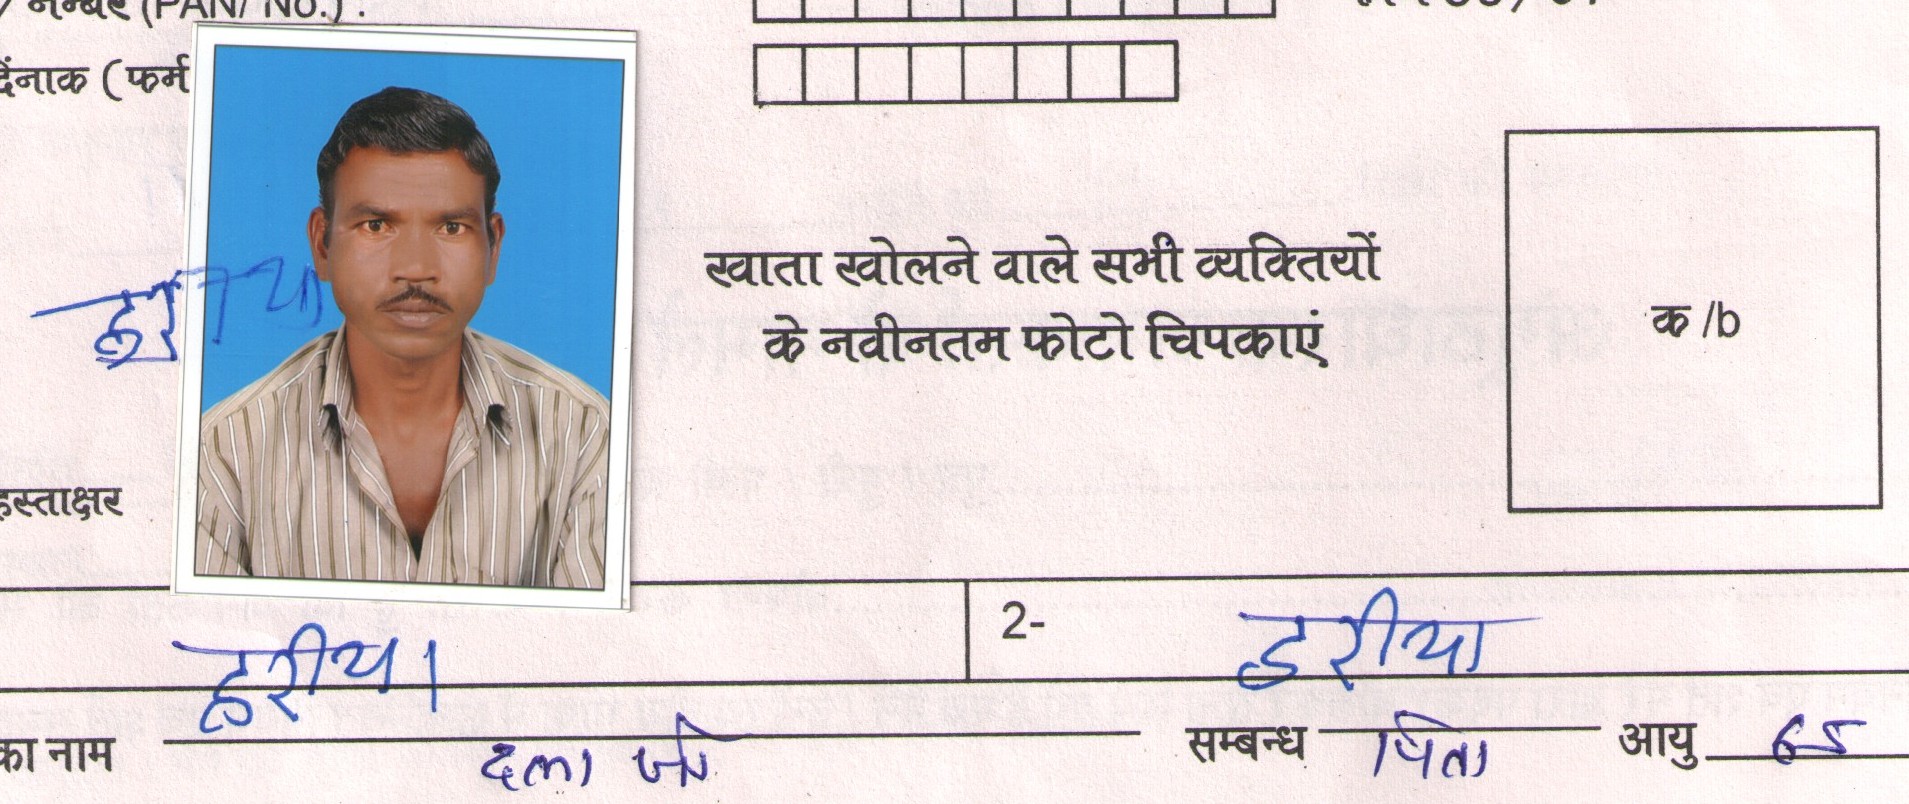 नम्बर (PAN/ No.) :
दिंनाक ( फर्म
खाता खोलने वाले सभी व्यक्तियों
के नवीनतम फोटो चिपकाएं
क /b
हरीया
हस्ताक्षर
2-
हरीया
हरीया
का नाम दला जी सम्बन्ध पिता आयु 65